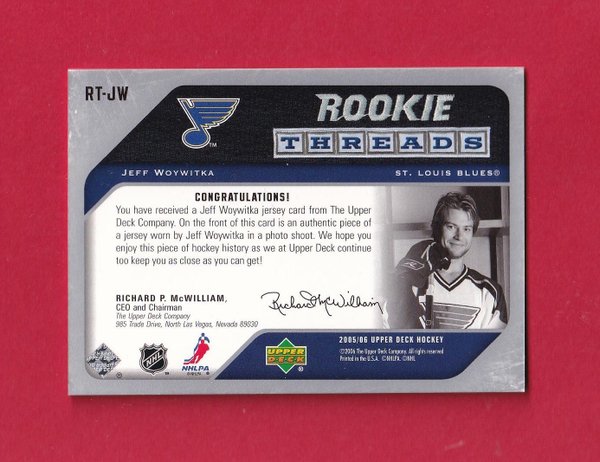 RT-JW
TM
ROOKIE
THREADS
JEFF WOYWITKA
ST. LOUIS BLUES®
CONGRATULATIONS!
You have received a Jeff Woywitka jersey card from The Upper
Deck Company. On the front of this card is an authentic piece of
a jersey worn by Jeff Woywitka in a photo shoot. We hope you
enjoy this piece of hockey history as we at Upper Deck continue
too keep you as close as you can get!
RICHARD P. McWILLIAM,
CEO and Chairman
The Upper Deck Company
985 Trade Drive, North Las Vegas, Nevada 89030
Richard McWilliam
NHL
NHLPA
UPPER
DECK
2005/06 UPPER DECK HOCKEY
©2006 The Upper Deck Company. All rights reserved
Printed in the U.S.A. ©NHLPA. ©NHL